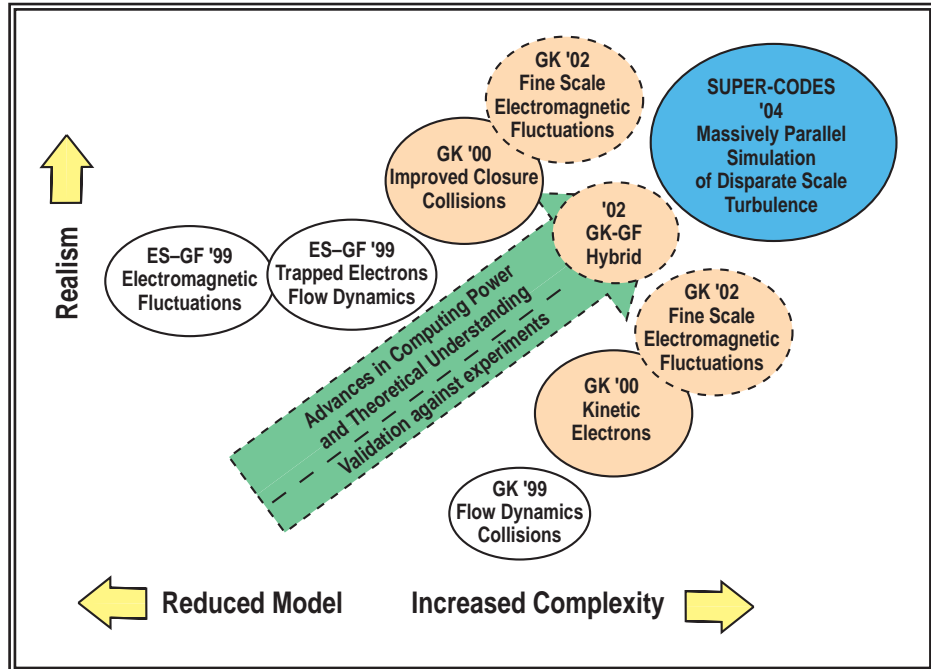 GK '02
Fine Scale
Electromagnetic
Fluctuations
SUPER-CODES
'04
Massively Parallel
Simulation
of Disparate Scale
Turbulence
GK '00
Improved Closure
Collisions
'02
GK-GF
Hybrid
Realism
ES–GF '99
Electromagnetic
Fluctuations
ES–GF '99
Trapped Electrons
Flow Dynamics
GK '02
Fine Scale
Electromagnetic
Fluctuations
Advances in Computing Power
and Theoretical Understanding
Validation against experiments
GK '00
Kinetic
Electrons
GK '99
Flow Dynamics
Collisions
Reduced Model
Increased Complexity